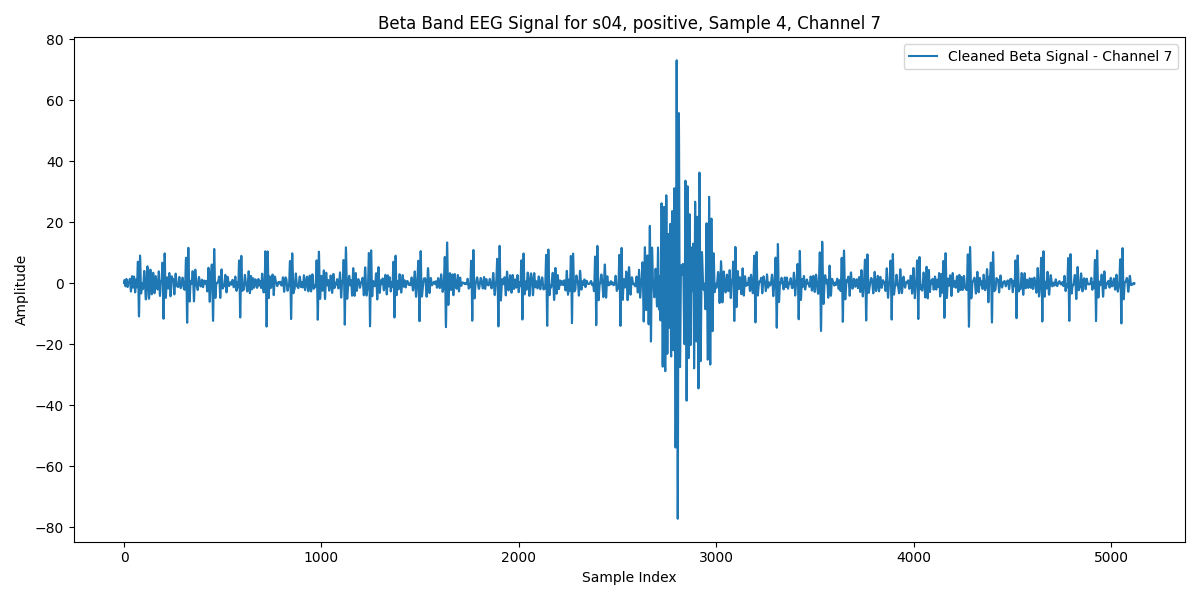 Beta Band EEG Signal for s04, positive, Sample 4, Channel 7
Cleaned Beta Signal - Channel 7
Amplitude
80
60
40
20
0
−20
−40
−60
−80
0 1000 2000 3000 4000 5000
Sample Index